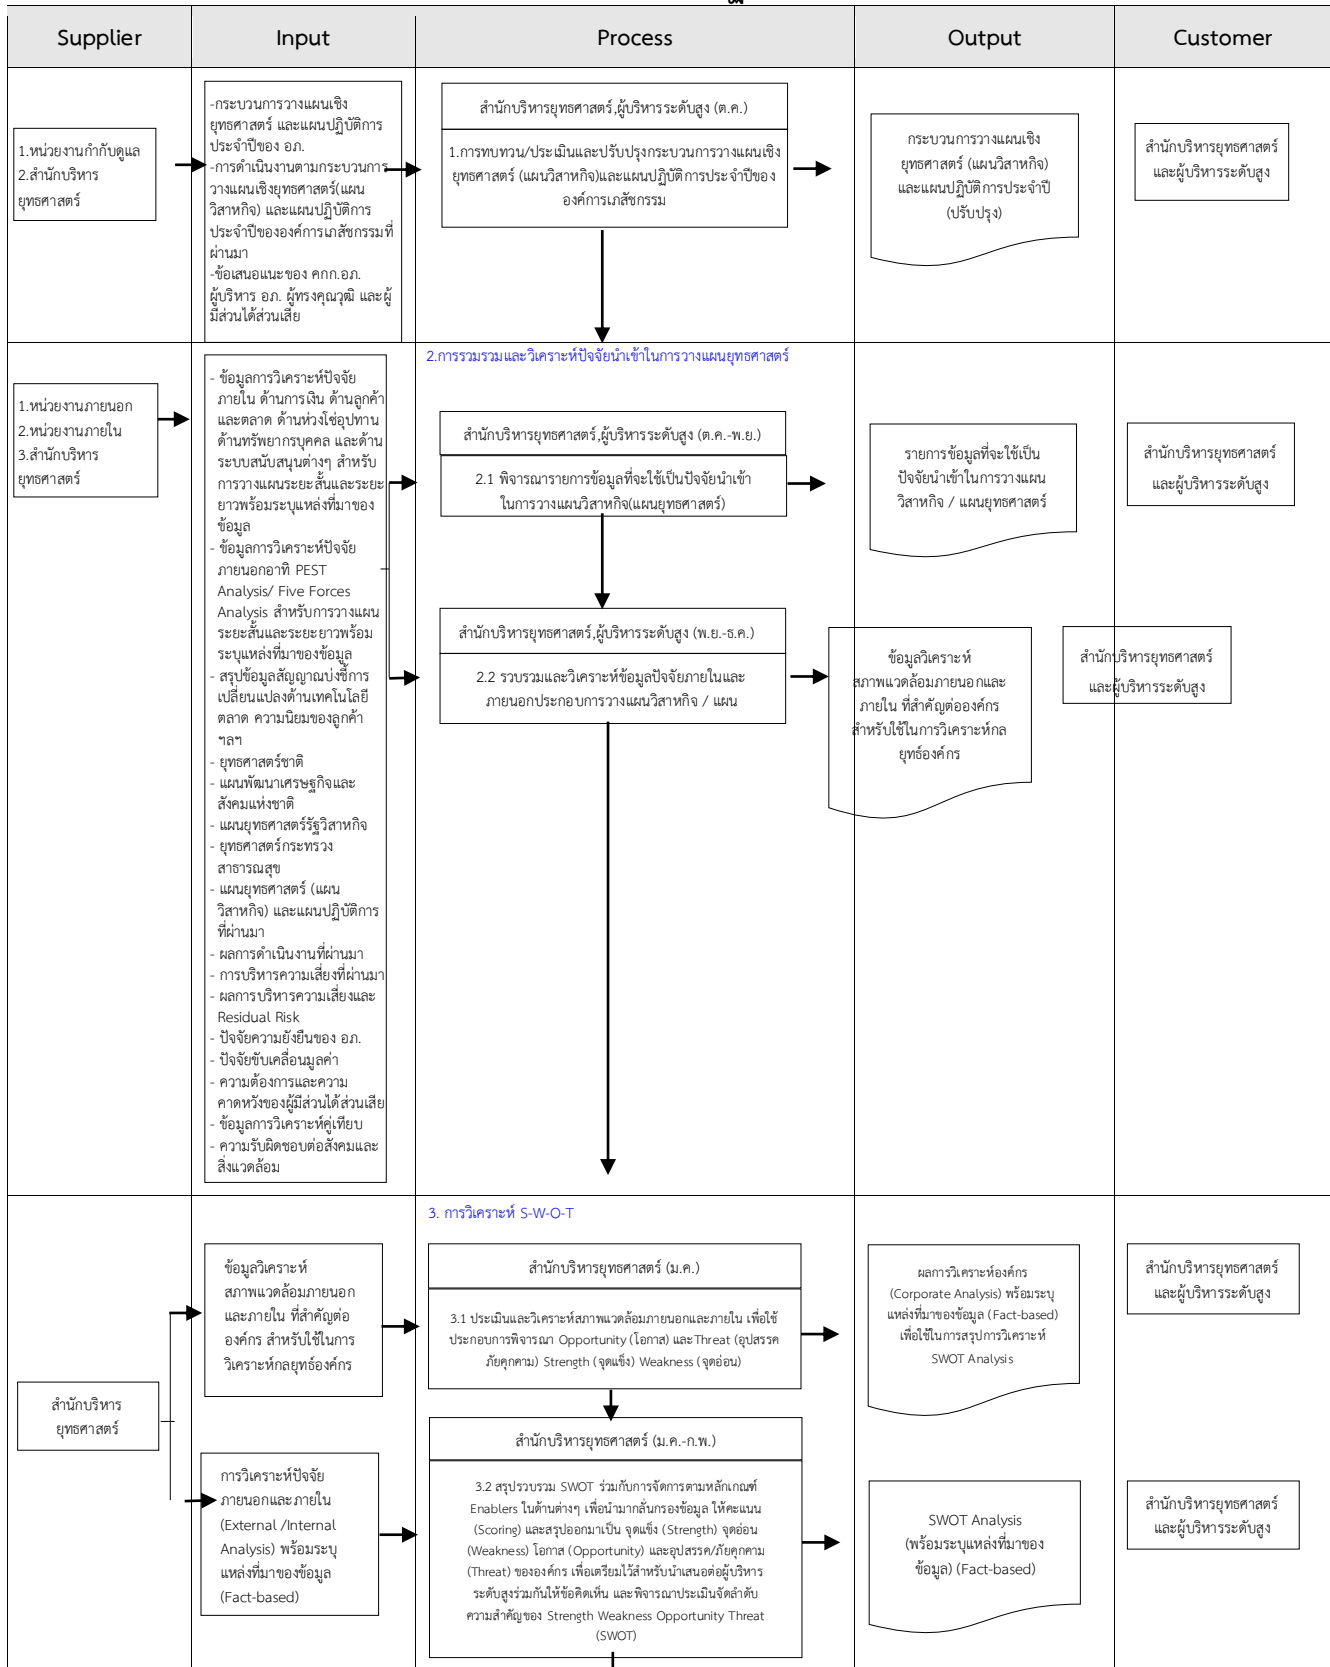 Supplier
Input
Process
Output
Customer
1.หน่วยงานกำกับดูแล
2.สำนักบริหาร
ยุทธศาสตร์
-กระบวนการวางแผนเชิง
ยุทธศาสตร์ และแผนปฏิบัติการ
ประจำปีของ อภ.
-การดำเนินงานตามกระบวนการ
วางแผนเชิงยุทธศาสตร์(แผน
วิสาหกิจ) และแผนปฏิบัติการ
ประจำปีขององค์การเภสัชกรรมที่
ผ่านมา
-ข้อเสนอแนะของ คกก.อภ.
ผู้บริหาร อภ. ผู้ทรงคุณวุฒิ และผู้
มีส่วนได้ส่วนเสีย
สำนักบริหารยุทธศาสตร์,ผู้บริหารระดับสูง (ต.ค.)
1.การทบทวน/ประเมินและปรับปรุงกระบวนการวางแผนเชิง
ยุทธศาสตร์ (แผนวิสาหกิจ)และแผนปฏิบัติการประจำปีของ
องค์การเภสัชกรรม
กระบวนการวางแผนเชิง
ยุทธศาสตร์ (แผนวิสาหกิจ)
และแผนปฏิบัติการประจำปี
(ปรับปรุง)
สำนักบริหารยุทธศาสตร์
และผู้บริหารระดับสูง
2.การรวมรวมและวิเคราะห์ปัจจัยนำเข้าในการวางแผนยุทธศาสตร์
1.หน่วยงานภายนอก
2.หน่วยงานภายใน
3.สำนักบริหาร
ยุทธศาสตร์
- ข้อมูลการวิเคราะห์ปัจจัย
ภายใน ด้านการเงิน ด้านลูกค้า
และตลาด ด้านห่วงโซ่อุปทาน
ด้านทรัพยากรบุคคล และด้าน
ระบบสนับสนุนต่างๆ สำหรับ
การวางแผนระยะสั้นและระยะ
ยาวพร้อมระบุแหล่งที่มาของ
ข้อมูล
- ข้อมูลการวิเคราะห์ปัจจัย
ภายนอกอาทิ PEST
Analysis/ Five Forces
Analysis สำหรับการวางแผน
ระยะสั้นและระยะยาวพร้อม
ระบุแหล่งที่มาของข้อมูล
- สรุปข้อมูลสัญญาณบ่งชี้การ
เปลี่ยนแปลงด้านเทคโนโลยี
ตลาด ความนิยมของลูกค้า
ฯลฯ
- ยุทธศาสตร์ชาติ
- แผนพัฒนาเศรษฐกิจและ
สังคมแห่งชาติ
- แผนยุทธศาสตร์รัฐวิสาหกิจ
- ยุทธศาสตร์กระทรวง
สาธารณสุข
- แผนยุทธศาสตร์ (แผน
วิสาหกิจ) และแผนปฏิบัติการ
ที่ผ่านมา
- ผลการดำเนินงานที่ผ่านมา
- การบริหารความเสี่ยงที่ผ่านมา
- ผลการบริหารความเสี่ยงและ
Residual Risk
- ปัจจัยความยั่งยืนของ อภ.
- ปัจจัยขับเคลื่อนมูลค่า
- ความต้องการและความ
คาดหวังของผู้มีส่วนได้ส่วนเสีย
- ข้อมูลการวิเคราะห์คู่เทียบ
- ความรับผิดชอบต่อสังคมและ
สิ่งแวดล้อม
สำนักบริหารยุทธศาสตร์,ผู้บริหารระดับสูง (ต.ค.-พ.ย.)
2.1 พิจารณารายการข้อมูลที่จะใช้เป็นปัจจัยนำเข้า
ในการวางแผนวิสาหกิจ(แผนยุทธศาสตร์)
รายการข้อมูลที่จะใช้เป็น
ปัจจัยนำเข้าในการวางแผน
วิสาหกิจ / แผนยุทธศาสตร์
สำนักบริหารยุทธศาสตร์
และผู้บริหารระดับสูง
สำนักบริหารยุทธศาสตร์,ผู้บริหารระดับสูง (พ.ย.-ธ.ค.)
2.2 รวบรวมและวิเคราะห์ข้อมูลปัจจัยภายในและ
ภายนอกประกอบการวางแผนวิสาหกิจ / แผน
ข้อมูลวิเคราะห์
สภาพแวดล้อมภายนอกและ
ภายใน ที่สำคัญต่อองค์กร
สำหรับใช้ในการวิเคราะห์กล
ยุทธ์องค์กร
สำนักบริหารยุทธศาสตร์
และผู้บริหารระดับสูง
3. การวิเคราะห์ S-W-O-T
สำนักบริหาร
ยุทธศาสตร์
ข้อมูลวิเคราะห์
สภาพแวดล้อมภายนอก
และภายใน ที่สำคัญต่อ
องค์กร สำหรับใช้ในการ
วิเคราะห์กลยุทธ์องค์กร
สำนักบริหารยุทธศาสตร์ (ม.ค.)
3.1 ประเมินและวิเคราะห์สภาพแวดล้อมภายนอกและภายใน เพื่อใช้
ประกอบการพิจารณา Opportunity (โอกาส) และThreat (อุปสรรค
ภัยคุกคาม) Strength (จุดแข็ง) Weakness (จุดอ่อน)
ผลการวิเคราะห์องค์กร
(Corporate Analysis) พร้อมระบุ
แหล่งที่มาของข้อมูล (Fact-based)
เพื่อใช้ในการสรุปการวิเคราะห์
SWOT Analysis
สำนักบริหารยุทธศาสตร์
และผู้บริหารระดับสูง
การวิเคราะห์ปัจจัย
ภายนอกและภายใน
(External /Internal
Analysis) พร้อมระบุ
แหล่งที่มาของข้อมูล
(Fact-based)
สำนักบริหารยุทธศาสตร์ (ม.ค.-ก.พ.)
3.2 สรุปรวบรวม SWOT ร่วมกับการจัดการตามหลักเกณฑ์
Enablers ในด้านต่างๆ เพื่อนำมากลั่นกรองข้อมูล ให้คะแนน
(Scoring) และสรุปออกมาเป็น จุดแข็ง (Strength) จุดอ่อน
(Weakness) โอกาส (Opportunity) และอุปสรรค/ภัยคุกคาม
(Threat) ขององค์กร เพื่อเตรียมไว้สำหรับนำเสนอต่อผู้บริหาร
ระดับสูงร่วมกันให้ข้อคิดเห็น และพิจารณาประเมินจัดลำดับ
ความสำคัญของ Strength Weakness Opportunity Threat
(SWOT)
SWOT Analysis
(พร้อมระบุแหล่งที่มาของ
ข้อมูล) (Fact-based)
สำนักบริหารยุทธศาสตร์
และผู้บริหารระดับสูง